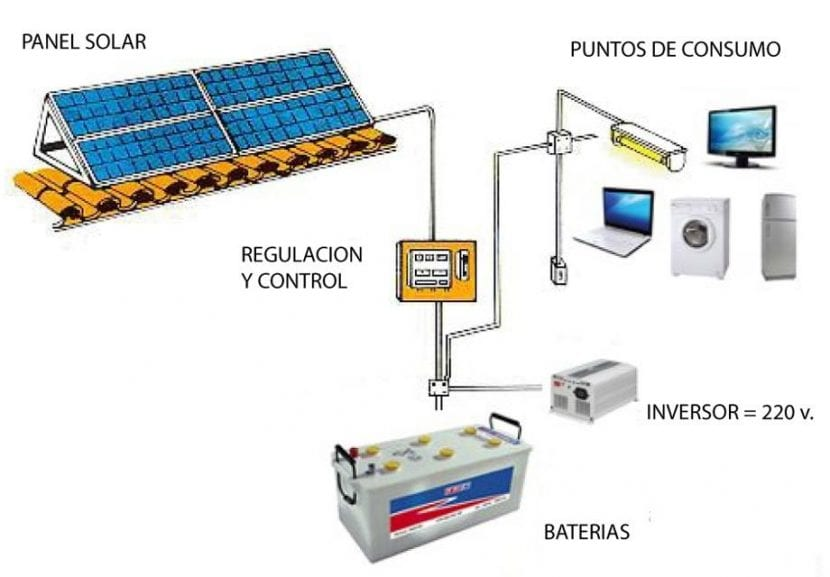 PANEL SOLAR
PUNTOS DE CONSUMO
REGULACION
Y CONTROL
INVERSOR = 220 v.
BATERIAS